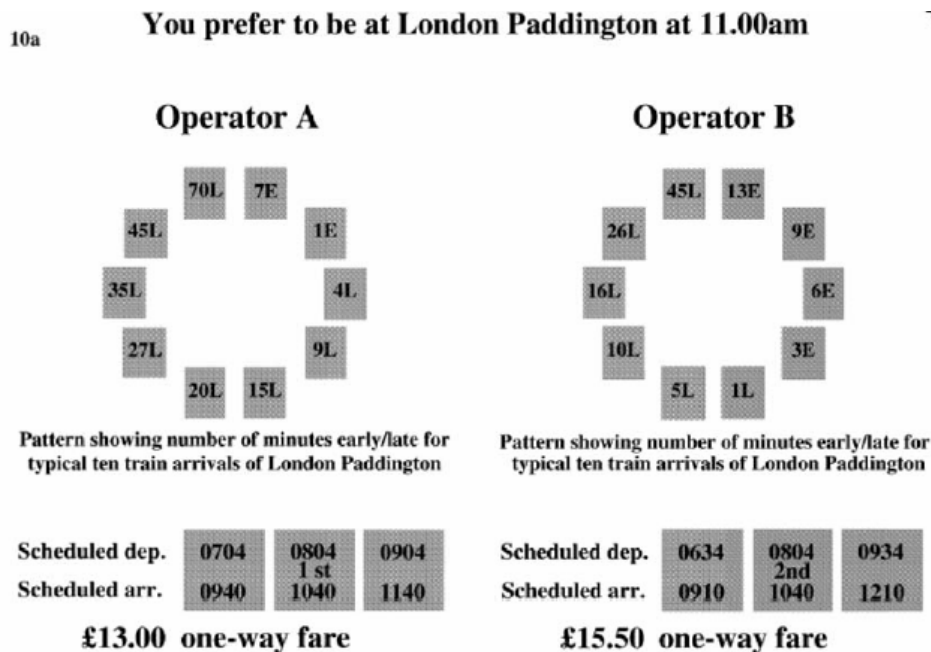 10a
You prefer to be at London Paddington at 11.00am
Operator A
70L 7E
45L 1E
35L 4L
27L 9L
20L 15L
Pattern showing number of minutes early/late for
typical ten train arrivals of London Paddington
Scheduled dep. 0704 0804 0904
1 st
Scheduled arr. 0940 1040 1140
£13.00 one-way fare
Operator B
45L 13E
26L 9E
16L 6E
10L 3E
5L 1L
Pattern showing number of minutes early/late for
typical ten train arrivals of London Paddington
Scheduled dep. 0634 0804 0934
2nd
Scheduled arr. 0910 1040 1210
£15.50 one-way fare